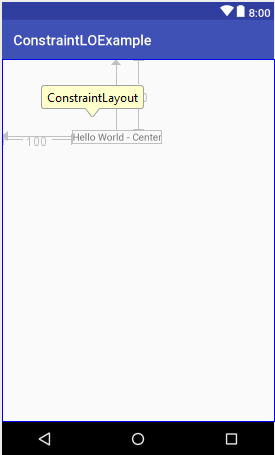 8:00
ConstraintLOExample
ConstraintLayout
100
Hello World - Center